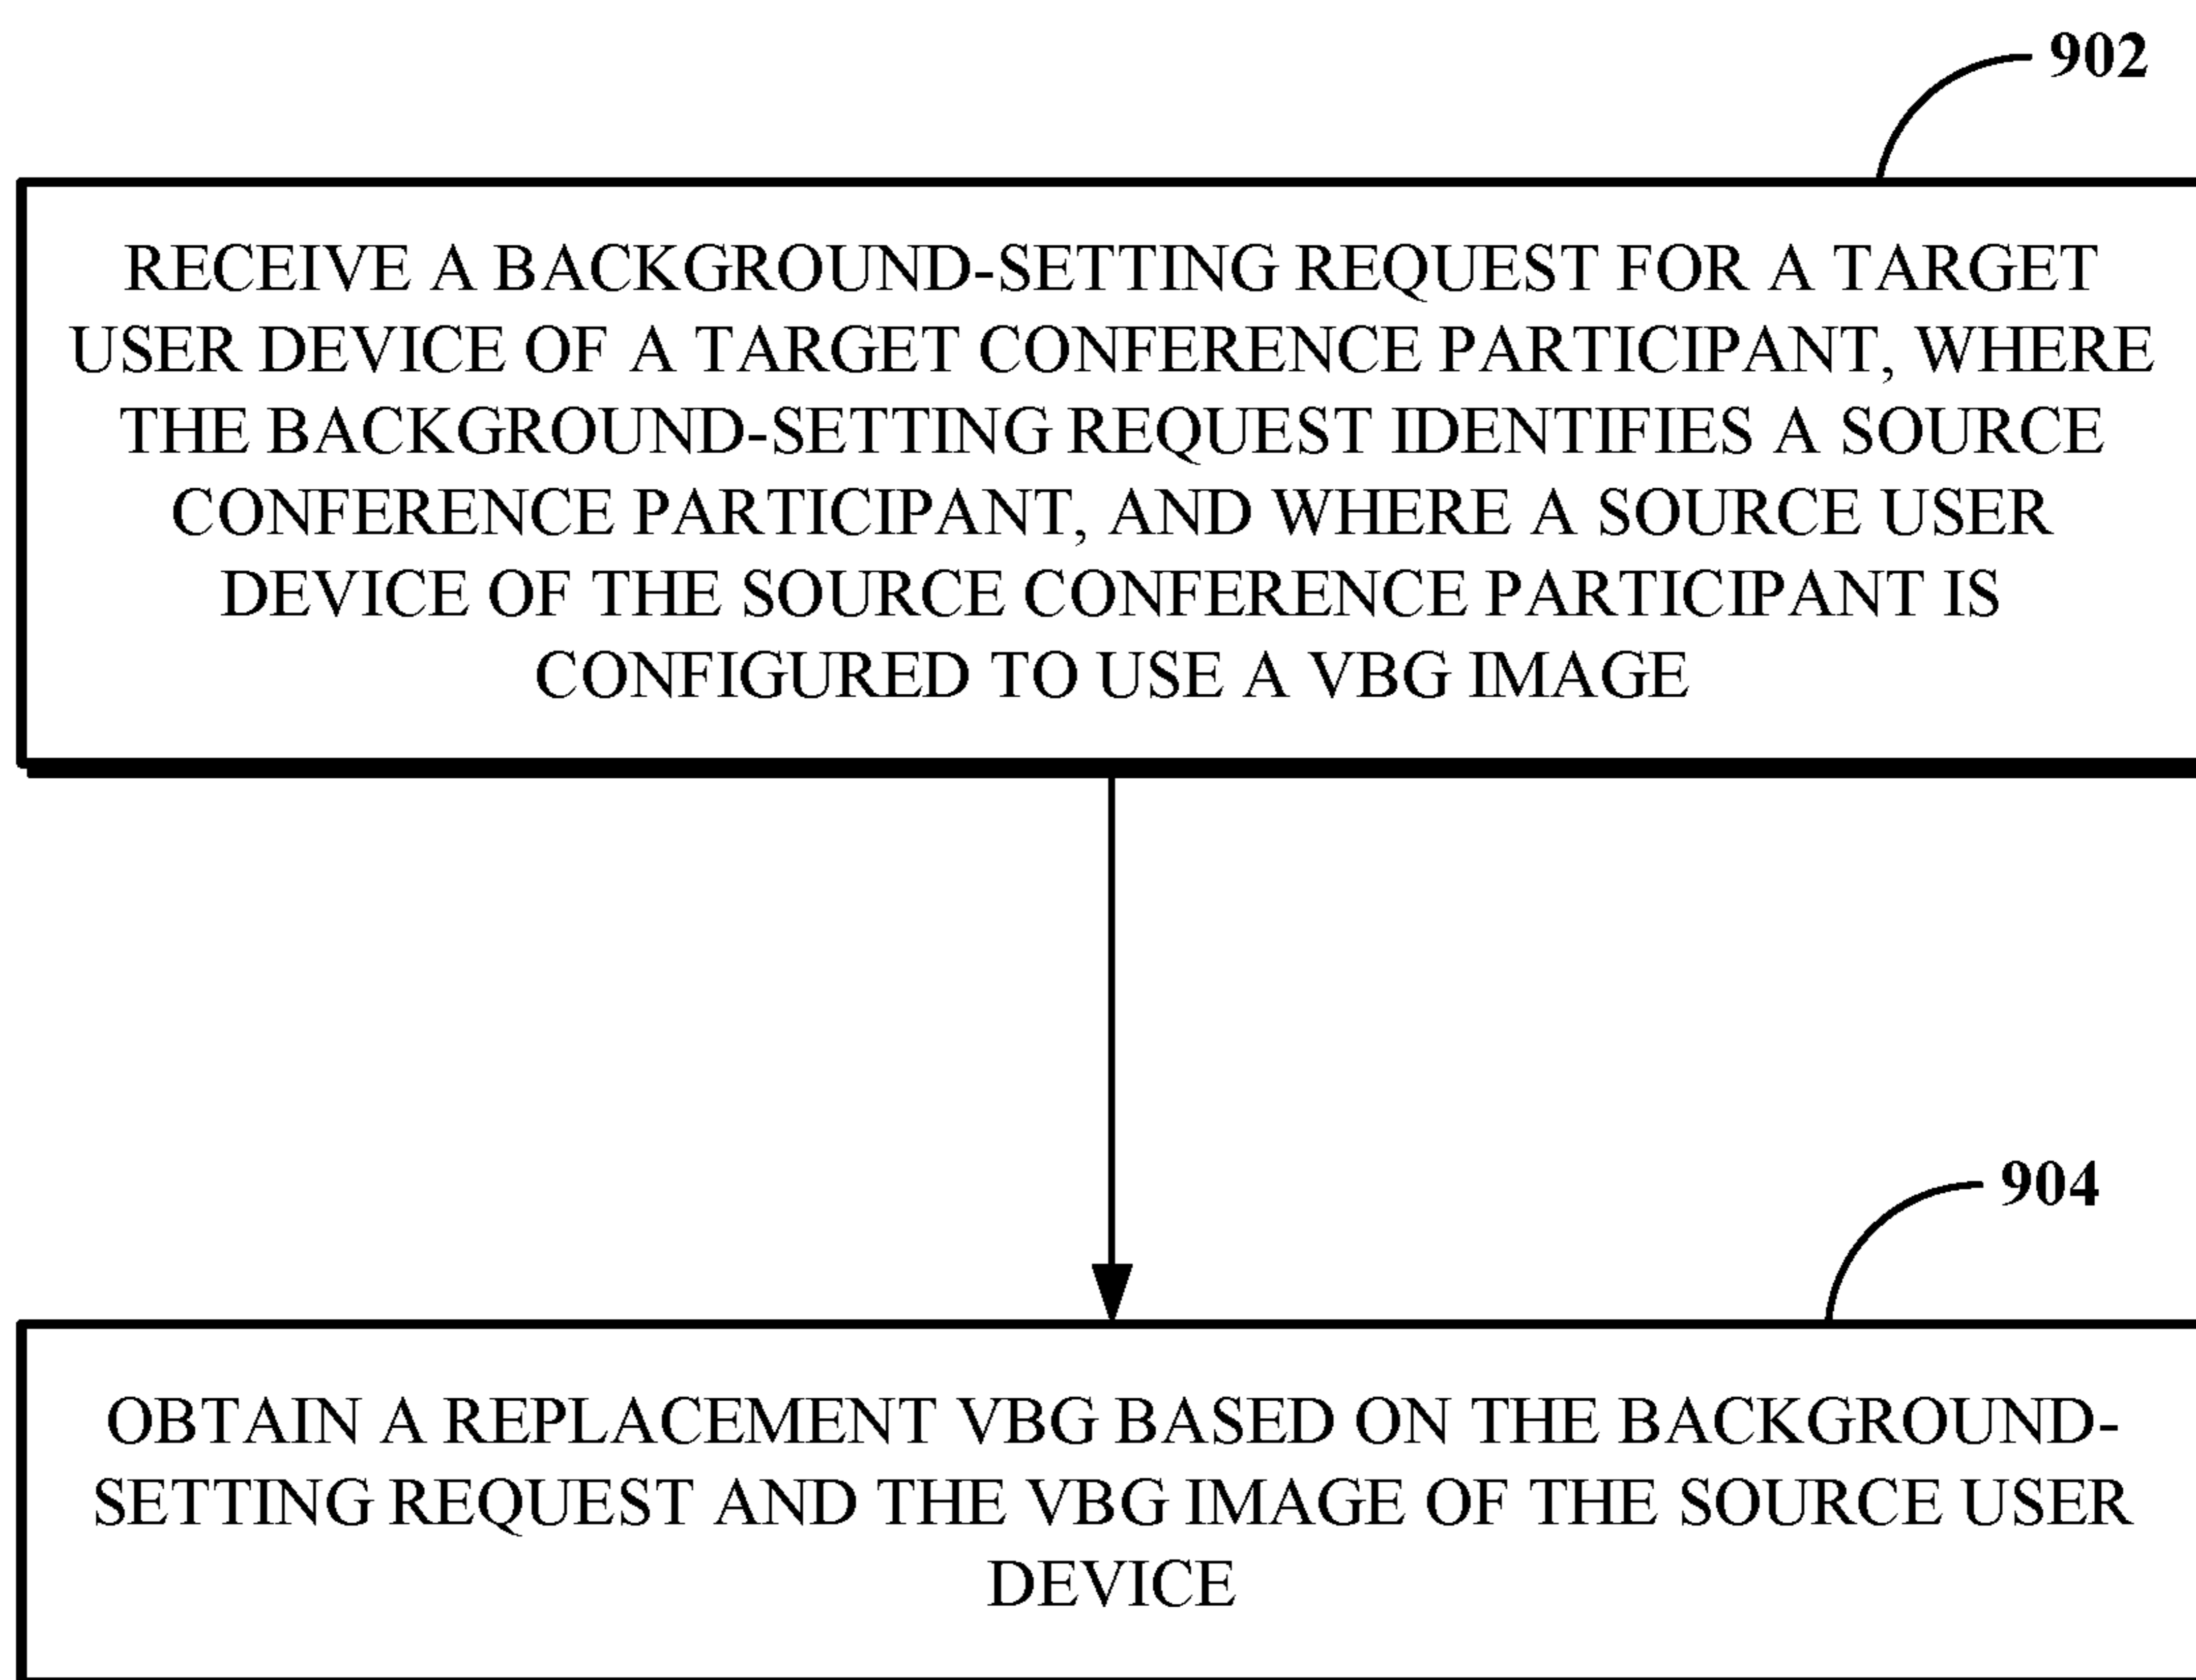 902
RECEIVE A BACKGROUND-SETTING REQUEST FOR A TARGET
USER DEVICE OF A TARGET CONFERENCE PARTICIPANT, WHERE
THE BACKGROUND-SETTING REQUEST IDENTIFIES A SOURCE
CONFERENCE PARTICIPANT, AND WHERE A SOURCE USER
DEVICE OF THE SOURCE CONFERENCE PARTICIPANT IS
CONFIGURED TO USE A VBG IMAGE
904
OBTAIN A REPLACEMENT VBG BASED ON THE BACKGROUND-
SETTING REQUEST AND THE VBG IMAGE OF THE SOURCE USER
DEVICE